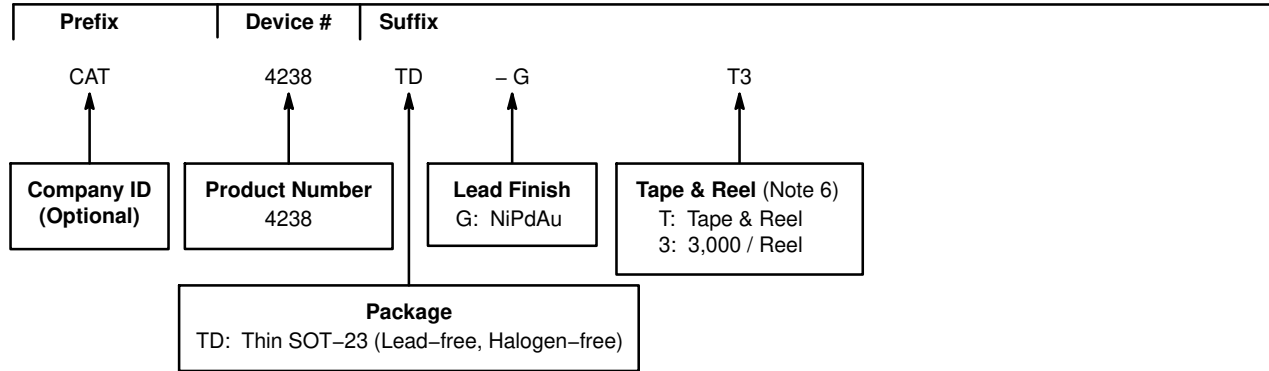 Prefix Device # Suffix
CAT 4238 TD – G T3
Company ID
(Optional)
Product Number
4238
Lead Finish
G: NiPdAu
Tape & Reel (Note 6)
T: Tape & Reel
3: 3,000 / Reel
Package
TD: Thin SOT−23 (Lead−free, Halogen−free)